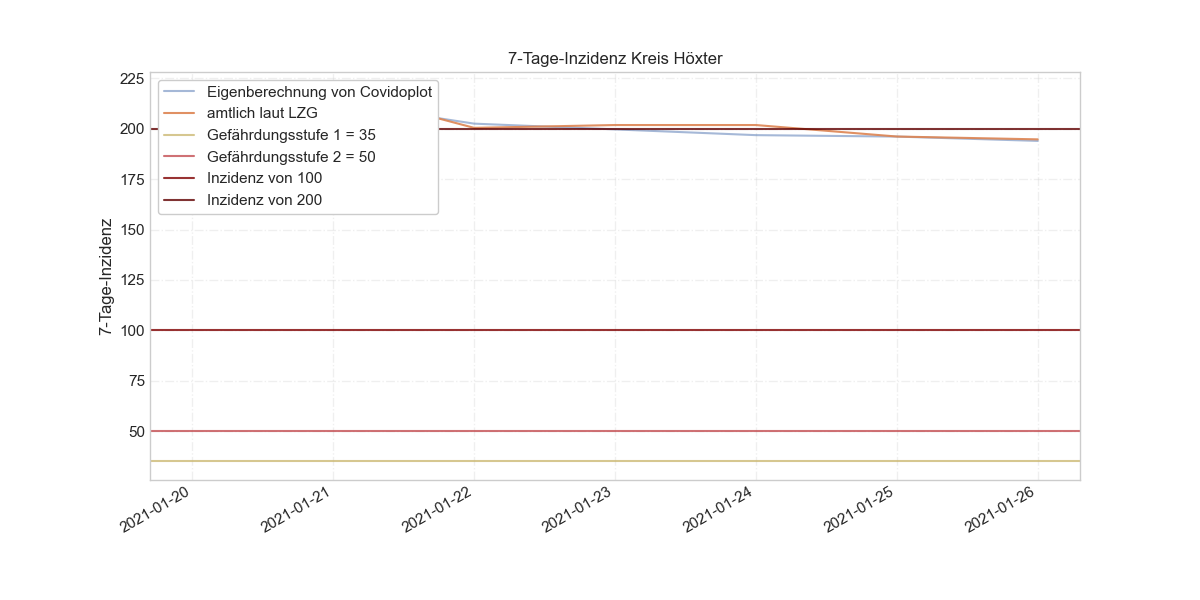 7-Tage-Inzidenz Kreis Höxter
Eigenberechnung von Covidoplot
amtlich laut LZG
Gefährdungsstufe 1 = 35
Gefährdungsstufe 2 = 50
Inzidenz von 100
Inzidenz von 200
7-Tage-Inzidenz
225
200
175
150
125
100
75
50
2021-01-20
2021-01-21
2021-01-22
2021-01-23
2021-01-24
2021-01-25
2021-01-26